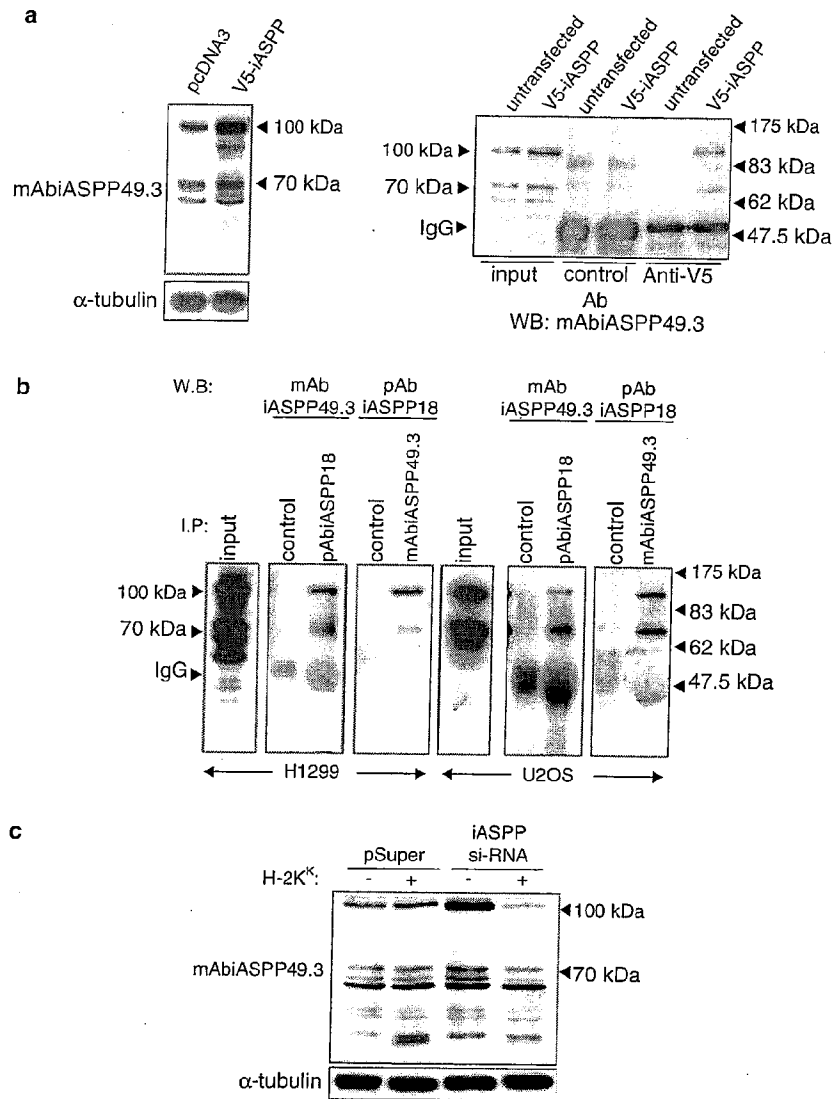 a
pcDNA3
V5-iASPP
100 kDa
mAbiASPP49.3
70 kDa
α-tubulin
untransfected
V5-iASPP
untransfected
V5-iASPP
untransfected
V5-iASPP
175 kDa
100 kDa
83 kDa
70 kDa
62 kDa
IgG
47.5 kDa
input
control
Anti-V5
Ab
WB: mAbiASPP49.3
b
W.B:
mAb
iASPP49.3
pAb
iASPP18
mAb
iASPP49.3
pAb
iASPP18
I.P:
input
control
pAbiASPP18
control
mAbiASPP49.3
input
control
pAbiASPP18
control
mAbiASPP49.3
175 kDa
100 kDa
83 kDa
70 kDa
62 kDa
IgG
47.5 kDa
H1299
U2OS
c
iASPP
pSuper
si-RNA
H-2Kᴷ: - + - +
100 kDa
mAbiASPP49.3
70 kDa
α-tubulin